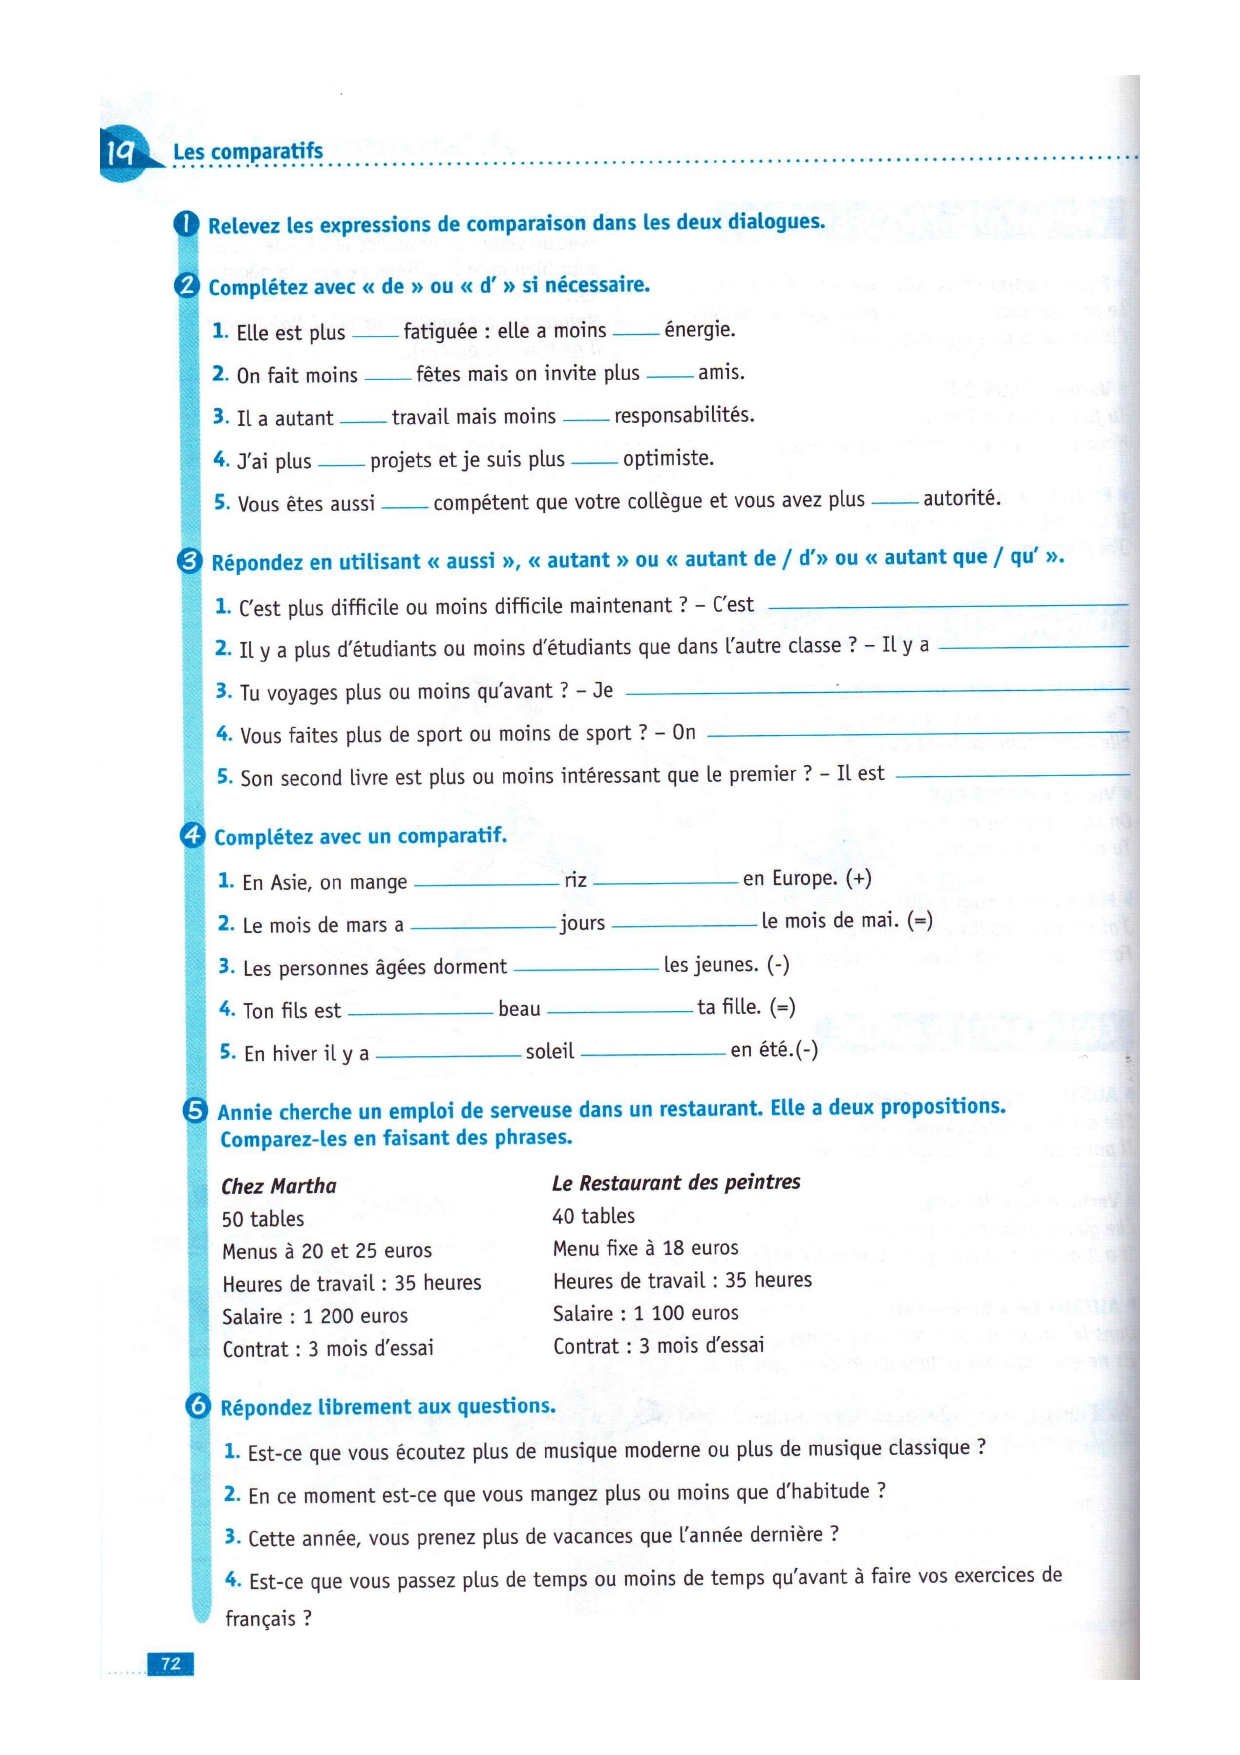 19 Les comparatifs
1 Relevez les expressions de comparaison dans les deux dialogues.
2 Complétez avec « de » ou « d' » si nécessaire.
1. Elle est plus ____ fatiguée : elle a moins ____ énergie.
2. On fait moins ____ fêtes mais on invite plus ____ amis.
3. Il a autant ____ travail mais moins ____ responsabilités.
4. J'ai plus ____ projets et je suis plus ____ optimiste.
5. Vous êtes aussi ____ compétent que votre collègue et vous avez plus ____ autorité.
3 Répondez en utilisant « aussi », « autant » ou « autant de / d'» ou « autant que / qu' ».
1. C'est plus difficile ou moins difficile maintenant ? – C'est ____
2. Il y a plus d'étudiants ou moins d'étudiants que dans l'autre classe ? – Il y a ____
3. Tu voyages plus ou moins qu'avant ? – Je ____
4. Vous faites plus de sport ou moins de sport ? – On ____
5. Son second livre est plus ou moins intéressant que le premier ? – Il est ____
4 Complétez avec un comparatif.
1. En Asie, on mange ____ riz ____ en Europe. (+)
2. Le mois de mars a ____ jours ____ le mois de mai. (=)
3. Les personnes âgées dorment ____ les jeunes. (-)
4. Ton fils est ____ beau ____ ta fille. (=)
5. En hiver il y a ____ soleil ____ en été.(-)
5 Annie cherche un emploi de serveuse dans un restaurant. Elle a deux propositions.
Comparez-les en faisant des phrases.
Chez Martha
50 tables
Menus à 20 et 25 euros
Heures de travail : 35 heures
Salaire : 1 200 euros
Contrat : 3 mois d'essai
Le Restaurant des peintres
40 tables
Menu fixe à 18 euros
Heures de travail : 35 heures
Salaire : 1 100 euros
Contrat : 3 mois d'essai
6 Répondez librement aux questions.
1. Est-ce que vous écoutez plus de musique moderne ou plus de musique classique ?
2. En ce moment est-ce que vous mangez plus ou moins que d'habitude ?
3. Cette année, vous prenez plus de vacances que l'année dernière ?
4. Est-ce que vous passez plus de temps ou moins de temps qu'avant à faire vos exercices de
français ?
72